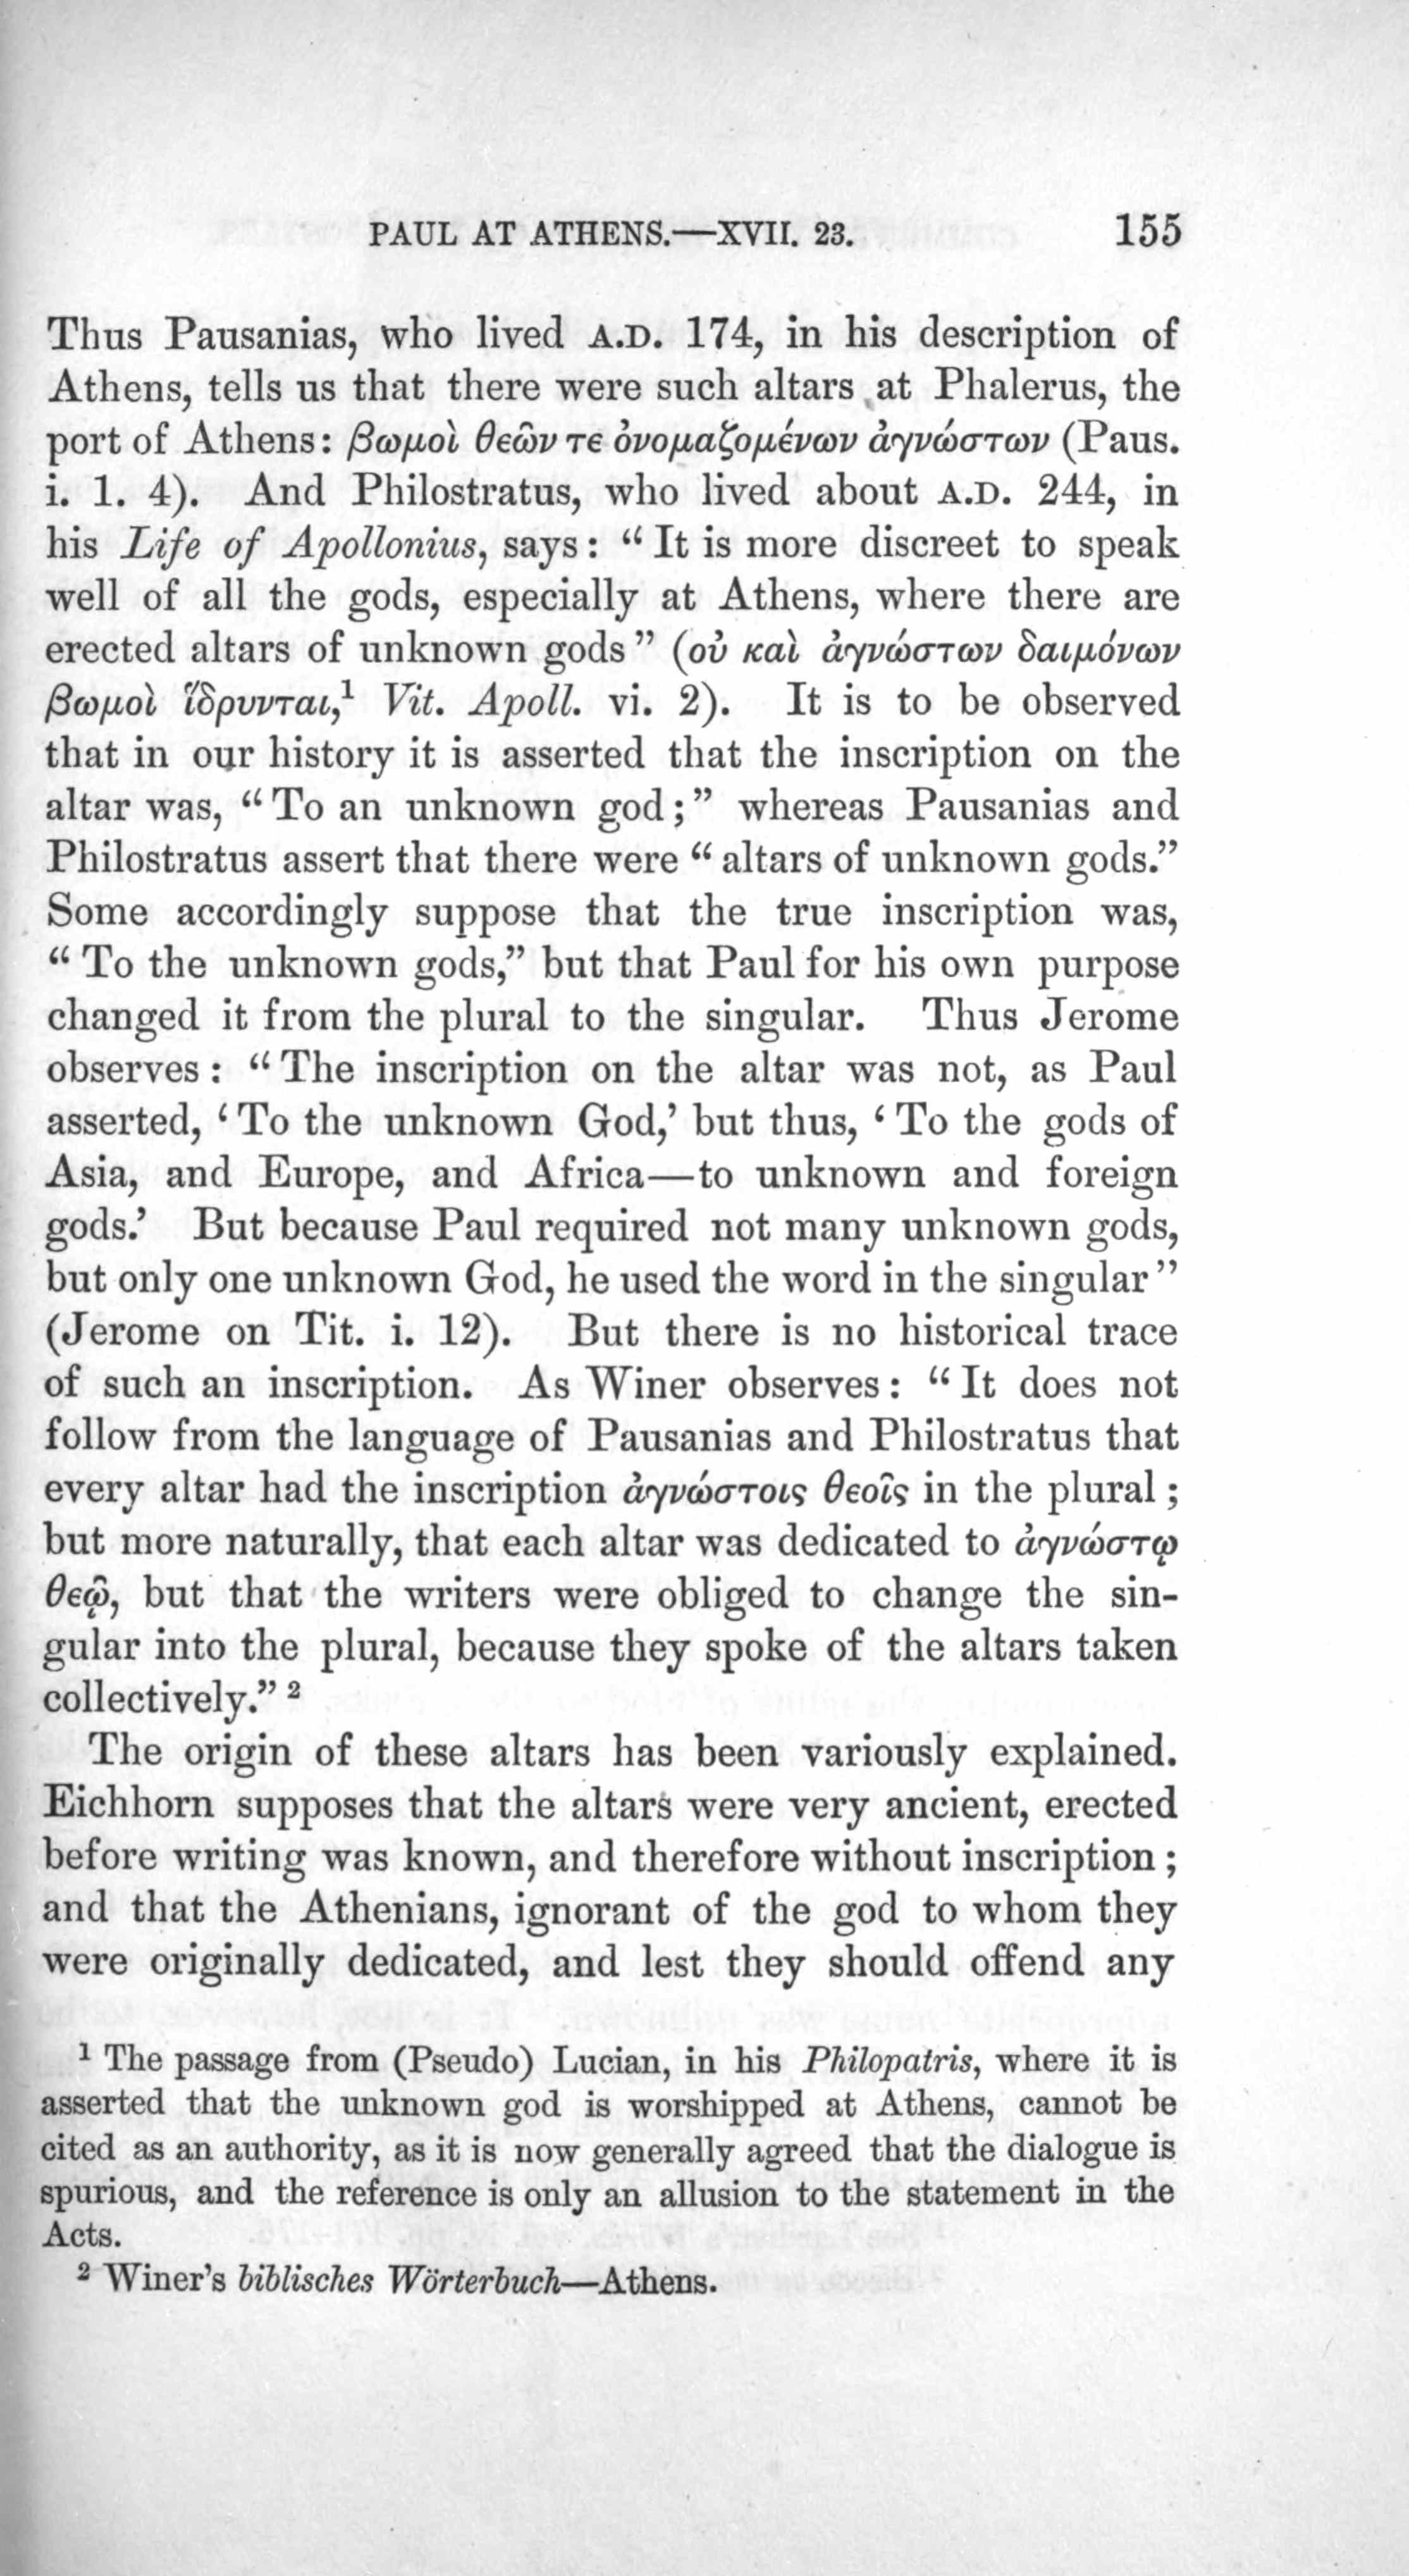 PAUL AT ATHENS.—XVII. 23. 155
Thus Pausanias, who lived A.D. 174, in his description of
Athens, tells us that there were such altars at Phalerus, the
port of Athens: βωμοὶ θεῶν τε ὀνομαζομένων ἀγνώστων (Paus.
i. 1. 4). And Philostratus, who lived about A.D. 244, in
his Life of Apollonius, says: “It is more discreet to speak
well of all the gods, especially at Athens, where there are
erected altars of unknown gods” (οὐ καὶ ἀγνώστων δαιμόνων
βωμοὶ ἵδρυνται,¹ Vit. Apoll. vi. 2). It is to be observed
that in our history it is asserted that the inscription on the
altar was, “To an unknown god;” whereas Pausanias and
Philostratus assert that there were “altars of unknown gods.”
Some accordingly suppose that the true inscription was,
“To the unknown gods,” but that Paul for his own purpose
changed it from the plural to the singular. Thus Jerome
observes: “The inscription on the altar was not, as Paul
asserted, ‘To the unknown God,’ but thus, ‘To the gods of
Asia, and Europe, and Africa—to unknown and foreign
gods.’ But because Paul required not many unknown gods,
but only one unknown God, he used the word in the singular”
(Jerome on Tit. i. 12). But there is no historical trace
of such an inscription. As Winer observes: “It does not
follow from the language of Pausanias and Philostratus that
every altar had the inscription ἀγνώστοις θεοῖς in the plural;
but more naturally, that each altar was dedicated to ἀγνώστῳ
θεῷ, but that the writers were obliged to change the sin-
gular into the plural, because they spoke of the altars taken
collectively.” ²
The origin of these altars has been variously explained.
Eichhorn supposes that the altars were very ancient, erected
before writing was known, and therefore without inscription;
and that the Athenians, ignorant of the god to whom they
were originally dedicated, and lest they should offend any
¹ The passage from (Pseudo) Lucian, in his Philopatris, where it is
asserted that the unknown god is worshipped at Athens, cannot be
cited as an authority, as it is now generally agreed that the dialogue is
spurious, and the reference is only an allusion to the statement in the
Acts.
² Winer's biblisches Wörterbuch—Athens.